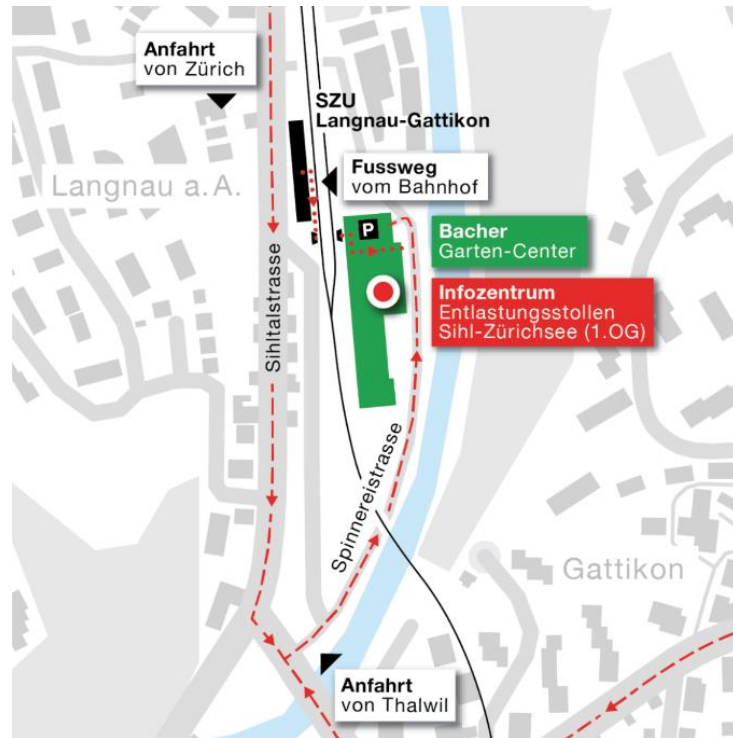 Anfahrt
von Zürich
SZU
Langnau-Gattikon
Langnau a. A.
Fussweg
vom Bahnhof
P
Bacher
Garten-Center
Infozentrum
Entlastungsstollen
Sihl-Zürichsee (1.OG)
Sihltalstrasse
Spinnereistrasse
Gattikon
Anfahrt
von Thalwil